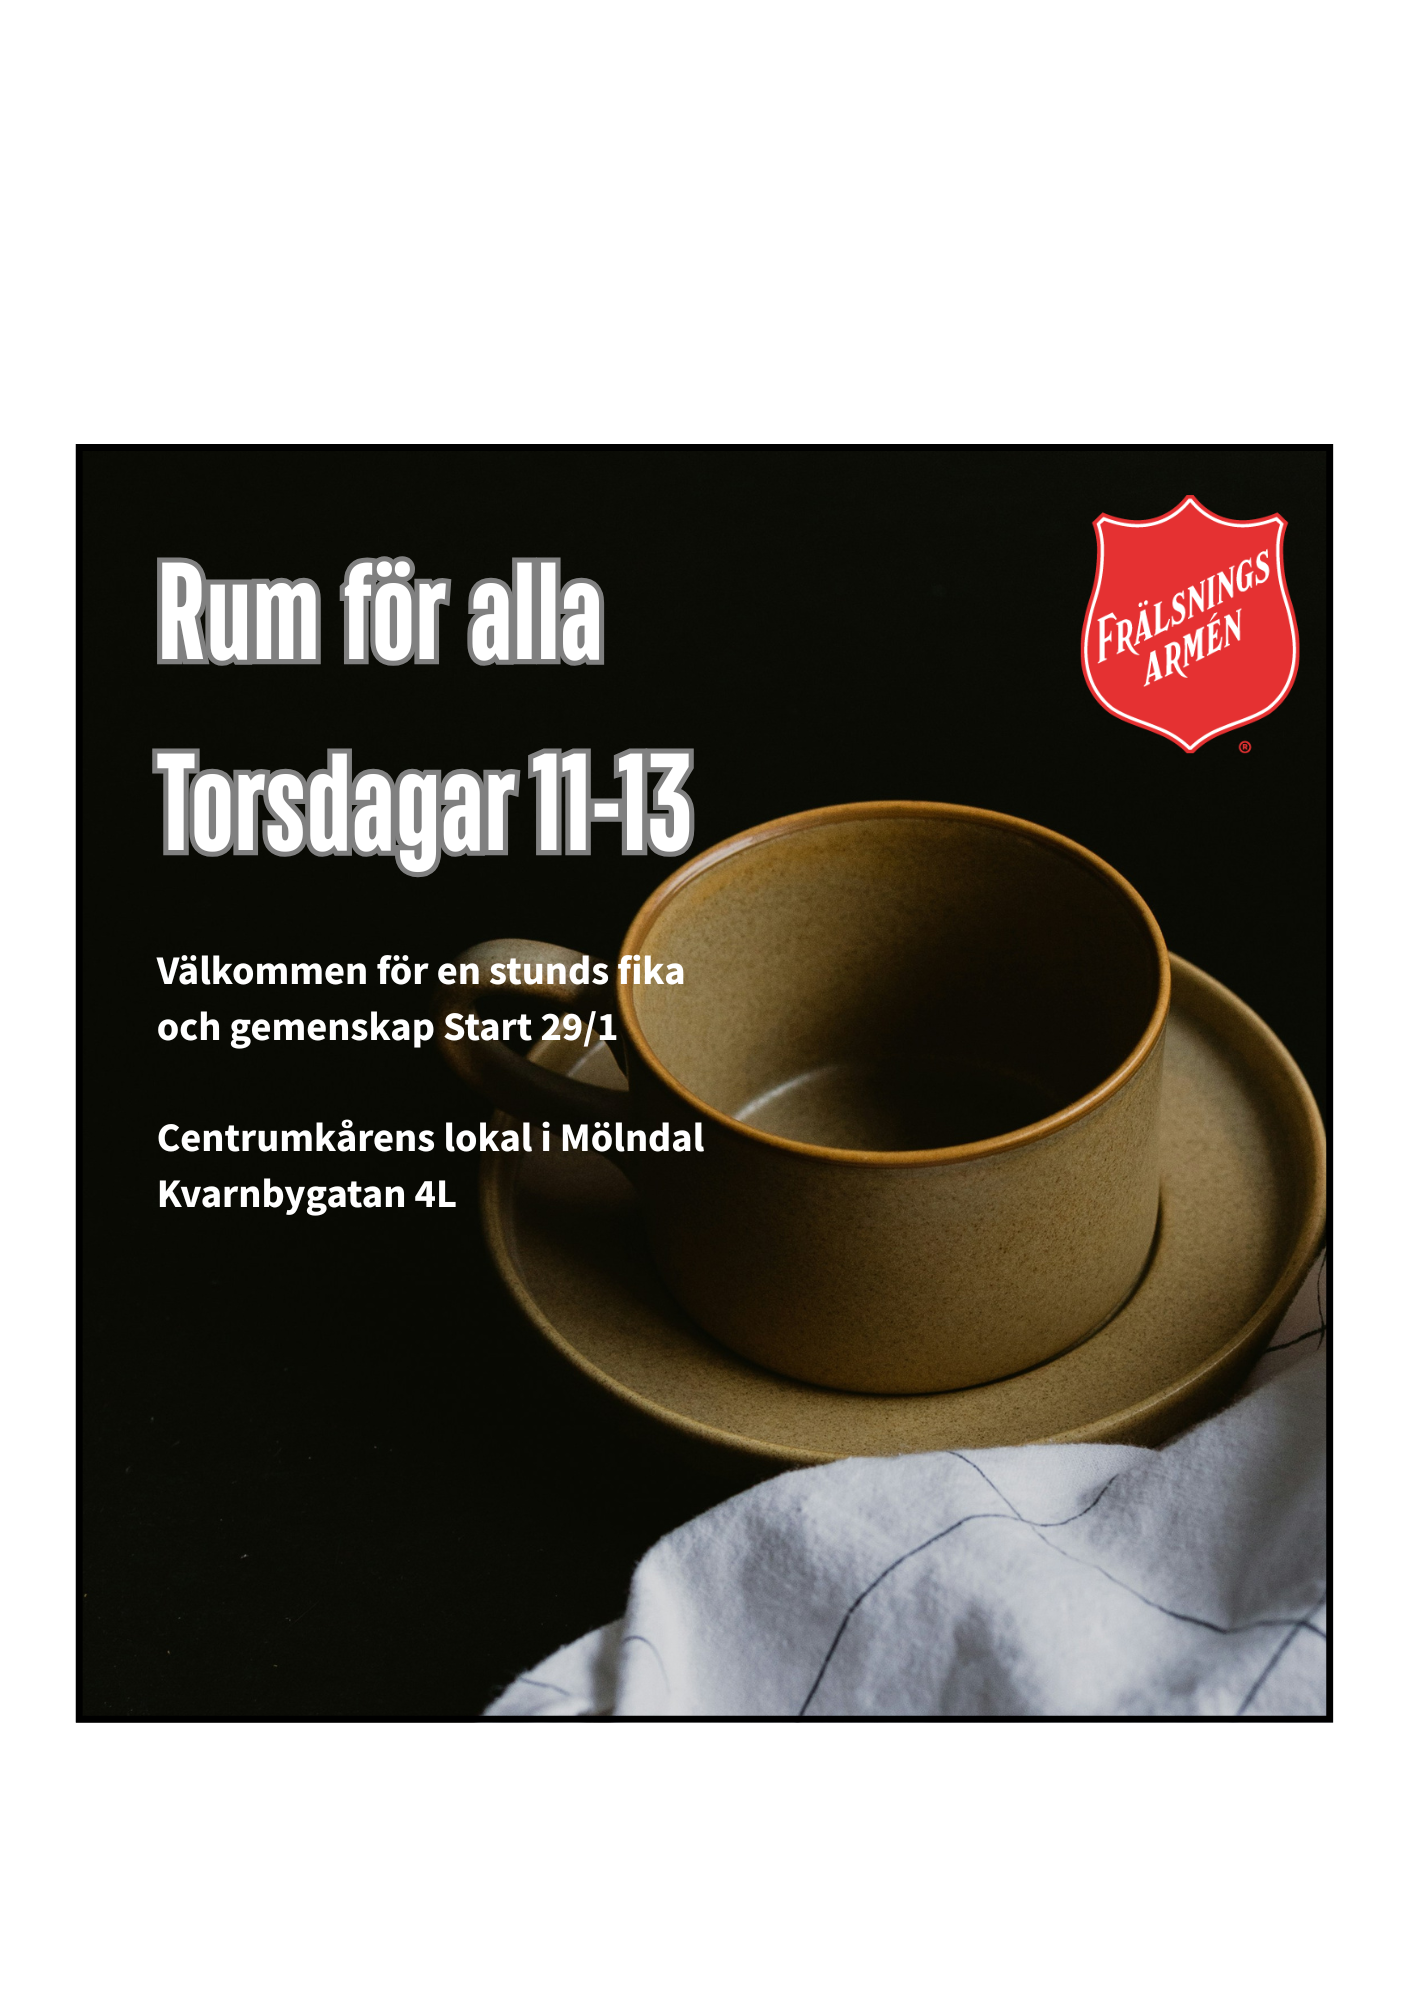 Rum för alla
FRÄLSNINGS
ARMÉN
®
Torsdagar 11-13
Välkommen för en stunds fika
och gemenskap Start 29/1
Centrumkårens lokal i Mölndal
Kvarnbygatan 4L